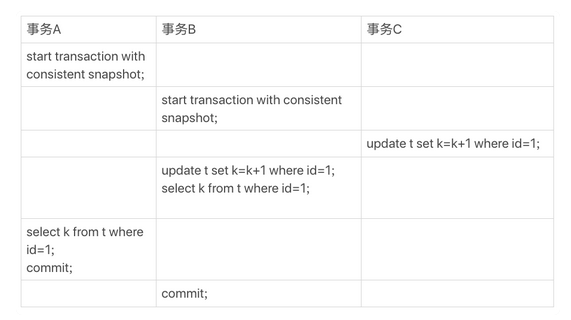 事务A
事务B
事务C
start transaction with
consistent snapshot;
start transaction with consistent
snapshot;
update t set k=k+1 where id=1;
update t set k=k+1 where id=1;
select k from t where id=1;
select k from t where
id=1;
commit;
commit;